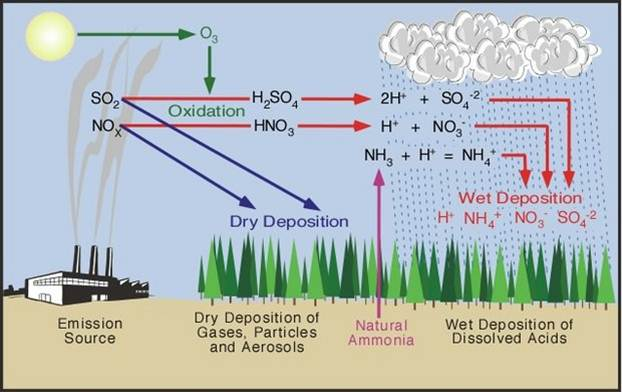 O₃
SO₂ H₂SO₄ 2H⁺ + SO₄⁻²
Oxidation
NOₓ HNO₃ H⁺ + NO₃⁻
NH₃ + H⁺ = NH₄⁺
Wet Deposition
H⁺ NH₄⁺ NO₃⁻ SO₄⁻²
Dry Deposition
Emission
Source
Dry Deposition of
Gases, Particles
and Aerosols
Natural
Ammonia
Wet Deposition of
Dissolved Acids